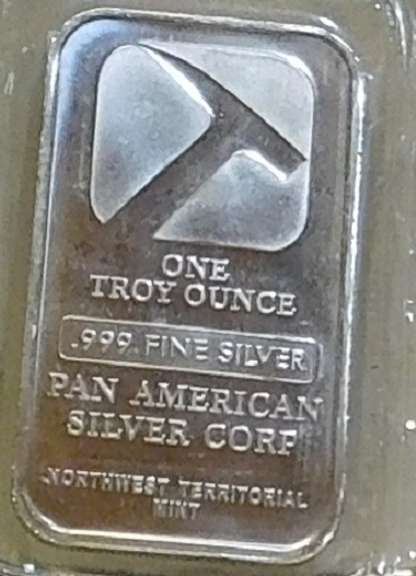 ONE
TROY OUNCE
.999 FINE SILVER
PAN AMERICAN
SILVER CORP
NORTHWEST TERRITORIAL
MINT